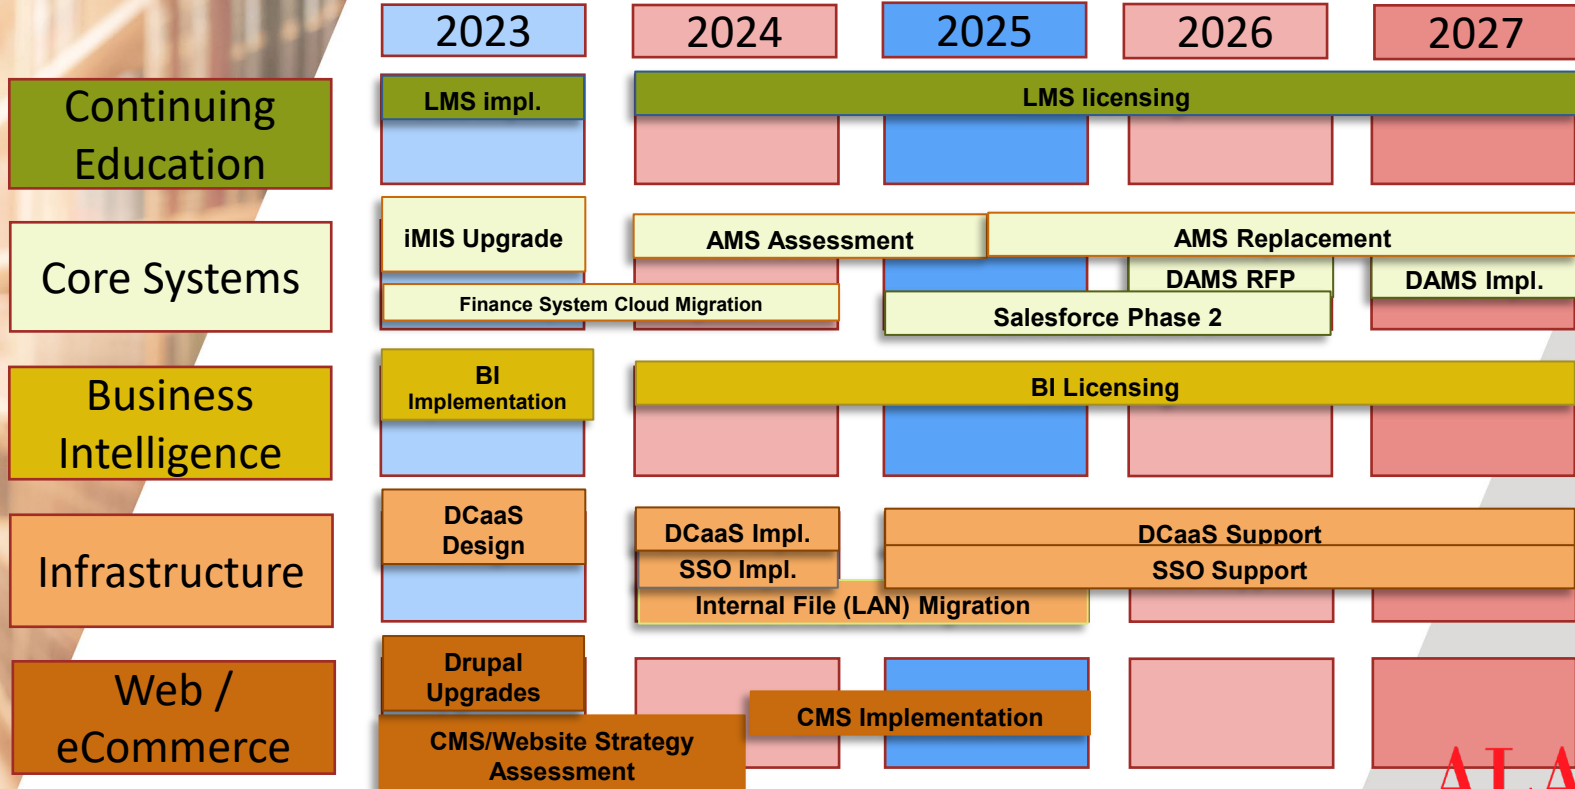 2023
2024
2025
2026
2027
Continuing
Education
LMS impl.
LMS licensing
Core Systems
iMIS Upgrade
AMS Assessment
AMS Replacement
DAMS RFP
DAMS Impl.
Finance System Cloud Migration
Salesforce Phase 2
Business
Intelligence
BI
Implementation
BI Licensing
Infrastructure
DCaaS
Design
DCaaS Impl.
DCaaS Support
SSO Impl.
SSO Support
Internal File (LAN) Migration
Web /
eCommerce
Drupal
Upgrades
CMS Implementation
CMS/Website Strategy
Assessment
ALA